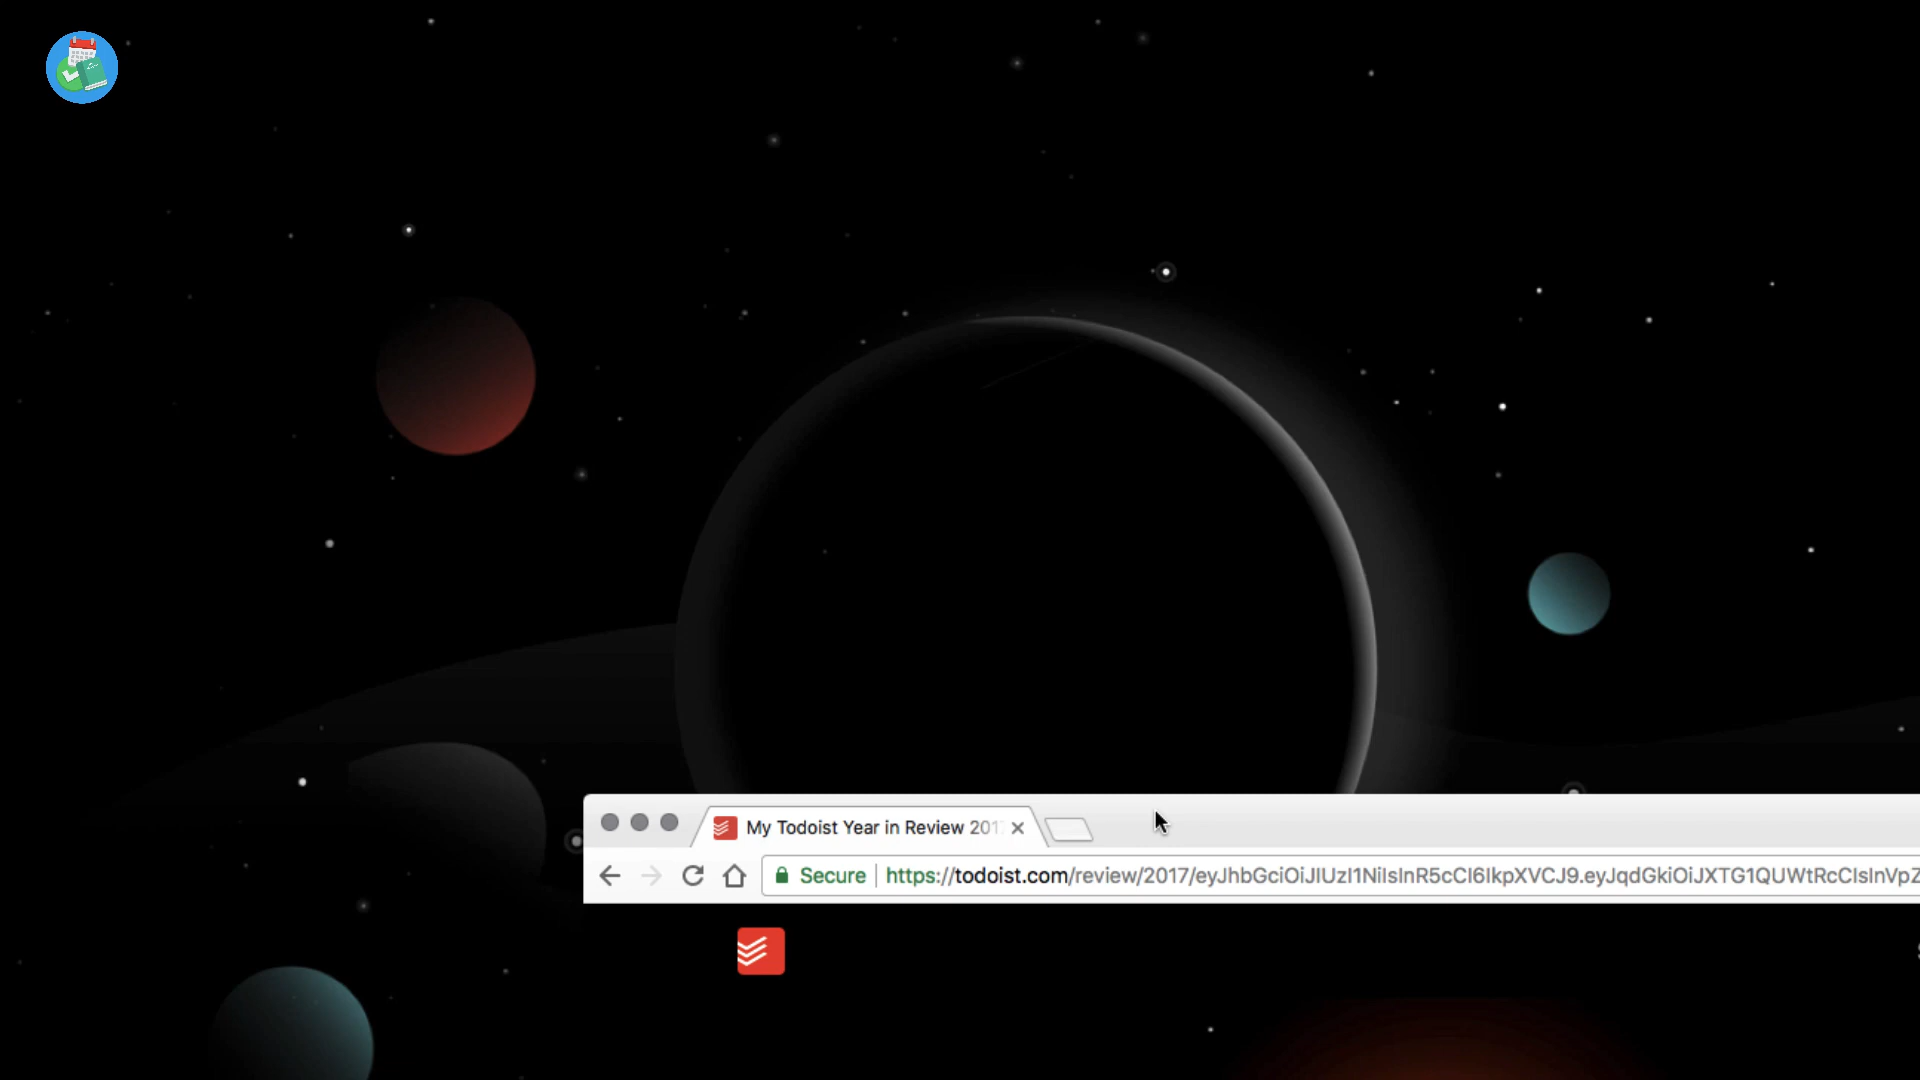 My Todoist Year in Review 201
Secure https://todoist.com/review/2017/eyJhbGciOiJIUzI1NiIsInR5cCI6IkpXVCJ9.eyJqdGkiOiJXTG1QUWtRcCIsInVpZ